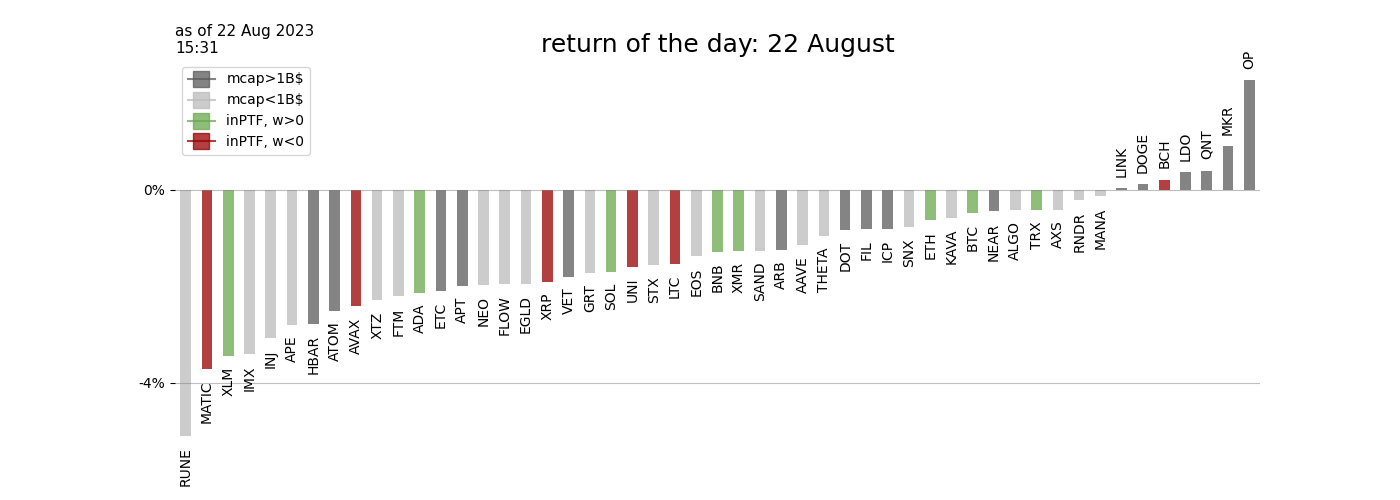 as of 22 Aug 2023
15:31
return of the day: 22 August
mcap>1B$
mcap<1B$
inPTF, w>0
inPTF, w<0
0%
-4%
RUNE
MATIC
XLM
IMX
INJ
APE
HBAR
ATOM
AVAX
XTZ
FTM
ADA
ETC
APT
NEO
FLOW
EGLD
XRP
VET
GRT
SOL
UNI
STX
LTC
EOS
BNB
XMR
SAND
ARB
AAVE
THETA
DOT
FIL
ICP
SNX
ETH
KAVA
BTC
NEAR
ALGO
TRX
AXS
RNDR
MANA
LINK
DOGE
BCH
LDO
QNT
MKR
OP